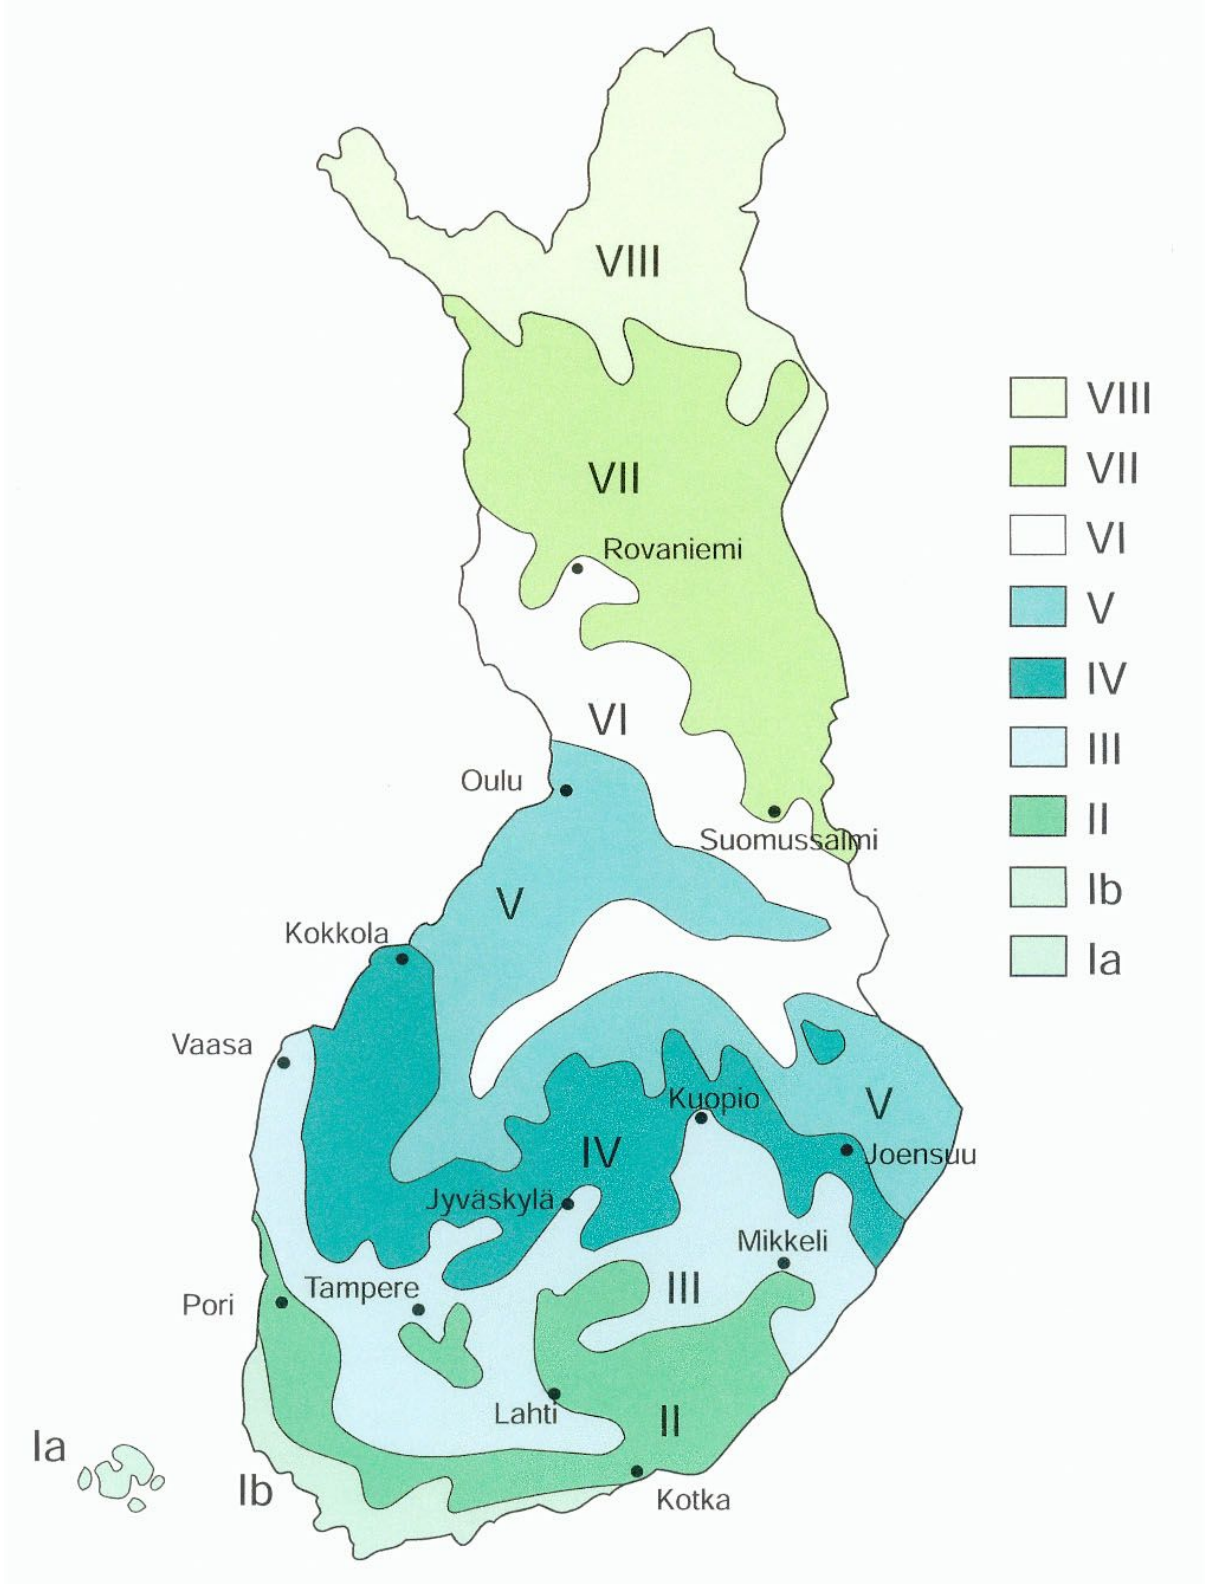 VIII
VII
Rovaniemi
VI
Oulu
Suomussalmi
V
Kokkola
Vaasa
Kuopio
V
IV
Joensuu
Jyväskylä
Mikkeli
Tampere
III
Pori
Lahti
II
Ia
Ib
Kotka
VIII
VII
VI
V
IV
III
II
Ib
Ia